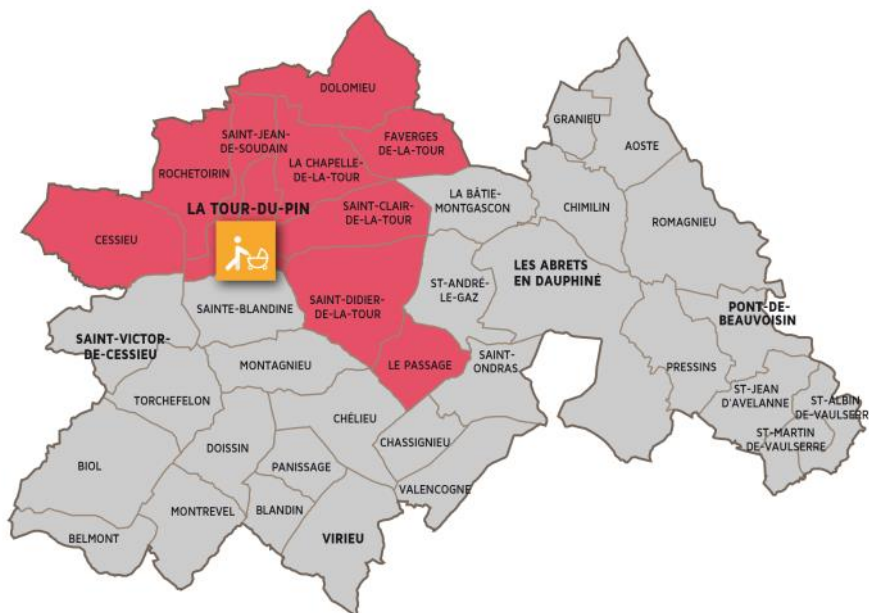 DOLOMIEU
GRANIEU
SAINT-JEAN-
DE-SOUDAIN
FAVERGES
DE-LA-TOUR
AOSTE
LA CHAPELLE-
DE-LA-TOUR
ROCHETOIRIN
LA BÂTIE-
MONTGASCON
LA TOUR-DU-PIN
SAINT-CLAIR-
DE-LA-TOUR
CHIMILIN
ROMAGNIEU
CESSIEU
LES ABRETS
EN DAUPHINÉ
ST-ANDRÉ-
LE-GAZ
SAINTE-BLANDINE
SAINT-DIDIER-
DE-LA-TOUR
PONT-DE-
BEAUVOISIN
SAINT-VICTOR-
DE-CESSIEU
MONTAGNIEU
LE PASSAGE
SAINT-
ONDRAS
PRESSINS
TORCHEFELON
ST-JEAN
D'AVELANNE
ST-ALBIN
DE-VAULSERRE
CHÉLIEU
CHASSIGNIEU
ST-MARTIN
DE-VAULSERRE
DOISSIN
BIOL
PANISSAGE
VALENCOGNE
MONTREVEL
BLANDIN
BELMONT
VIRIEU